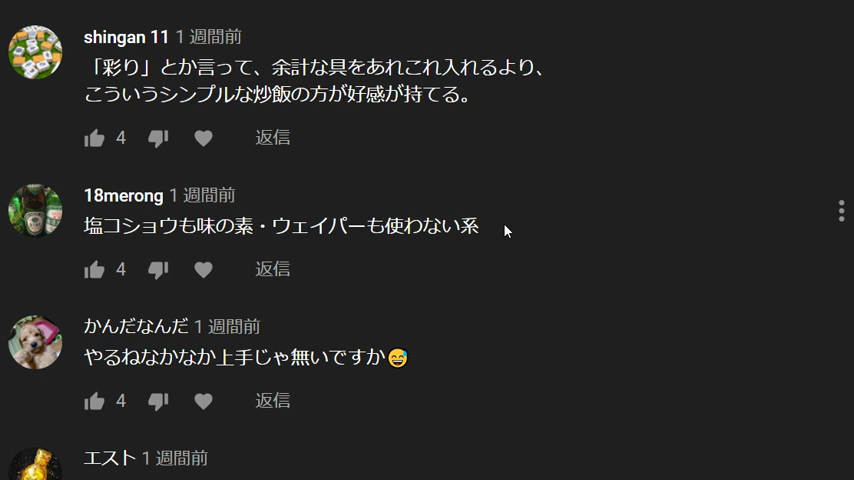 shingan 11 1 週間前
「彩り」とか言って、余計な具をあれこれ入れるより、
こういうシンプルな炒飯の方が好感が持てる。
4 返信
18merong 1 週間前
塩コショウも味の素・ウェイパーも使わない系
4 返信
かんだなんだ 1 週間前
やるねなかなか上手じゃ無いですか😅
4 返信
エスト 1 週間前